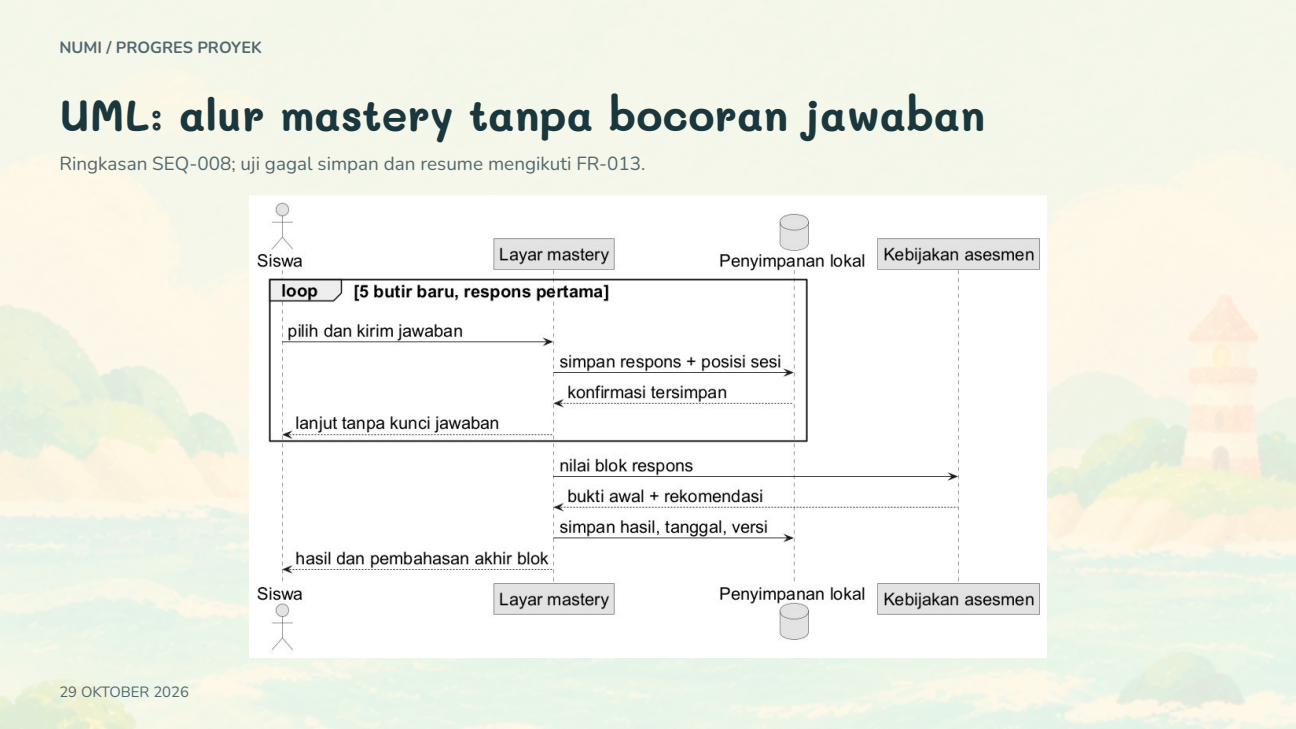 NUMI / PROGRES PROYEK
UML: alur mastery tanpa bocoran jawaban
Ringkasan SEQ-008; uji gagal simpan dan resume mengikuti FR-013.
Siswa
Layar mastery
Penyimpanan lokal
Kebijakan asesmen
loop
[5 butir baru, respons pertama]
pilih dan kirim jawaban
simpan respons + posisi sesi
konfirmasi tersimpan
lanjut tanpa kunci jawaban
nilai blok respons
bukti awal + rekomendasi
simpan hasil, tanggal, versi
hasil dan pembahasan akhir blok
Siswa
Layar mastery
Penyimpanan lokal
Kebijakan asesmen
29 OKTOBER 2026